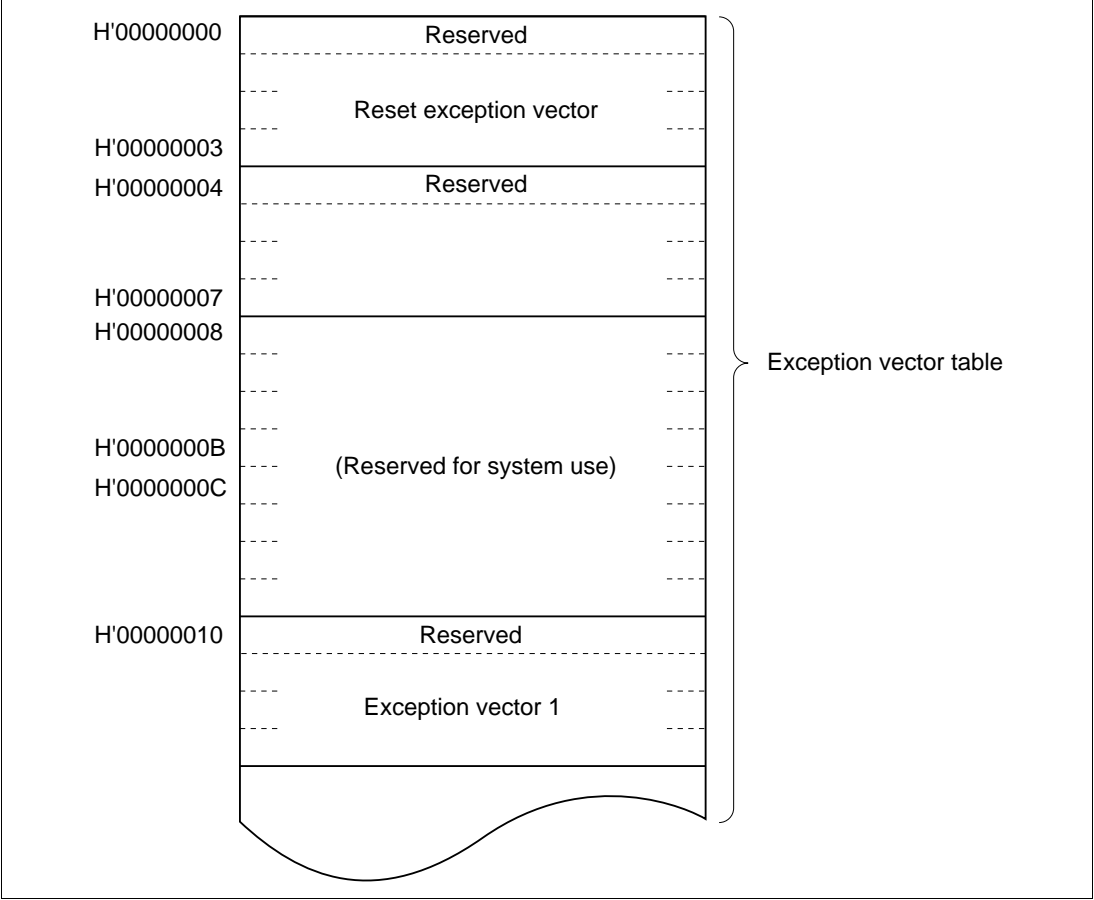 H'00000000
Reserved
Reset exception vector
H'00000003
H'00000004
Reserved
H'00000007
H'00000008
Exception vector table
H'0000000B
(Reserved for system use)
H'0000000C
H'00000010
Reserved
Exception vector 1